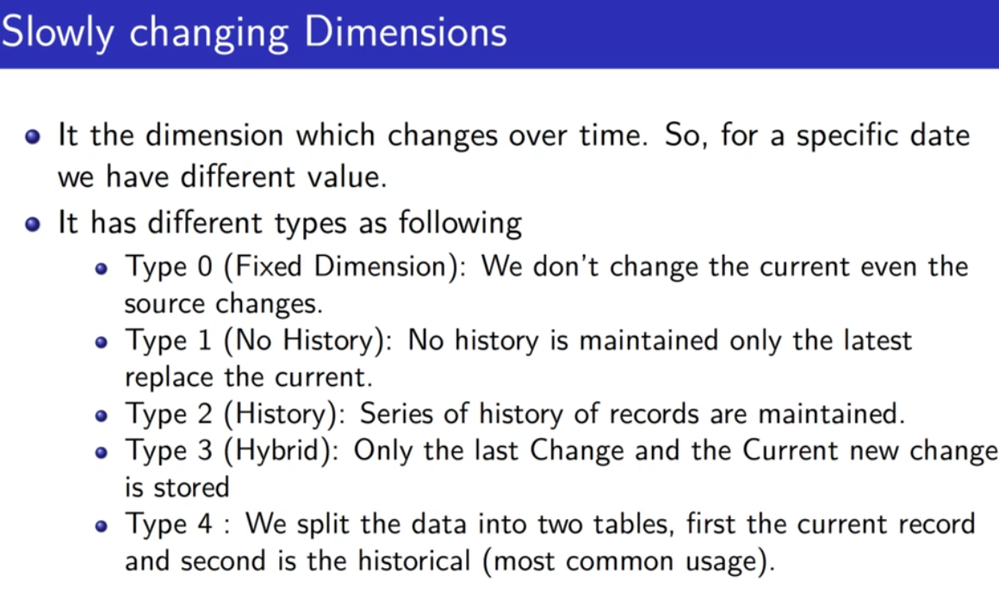 Slowly changing Dimensions
It the dimension which changes over time. So, for a specific date
we have different value.
It has different types as following
Type 0 (Fixed Dimension): We don't change the current even the
source changes.
Type 1 (No History): No history is maintained only the latest
replace the current.
Type 2 (History): Series of history of records are maintained.
Type 3 (Hybrid): Only the last Change and the Current new change
is stored
Type 4 : We split the data into two tables, first the current record
and second is the historical (most common usage).